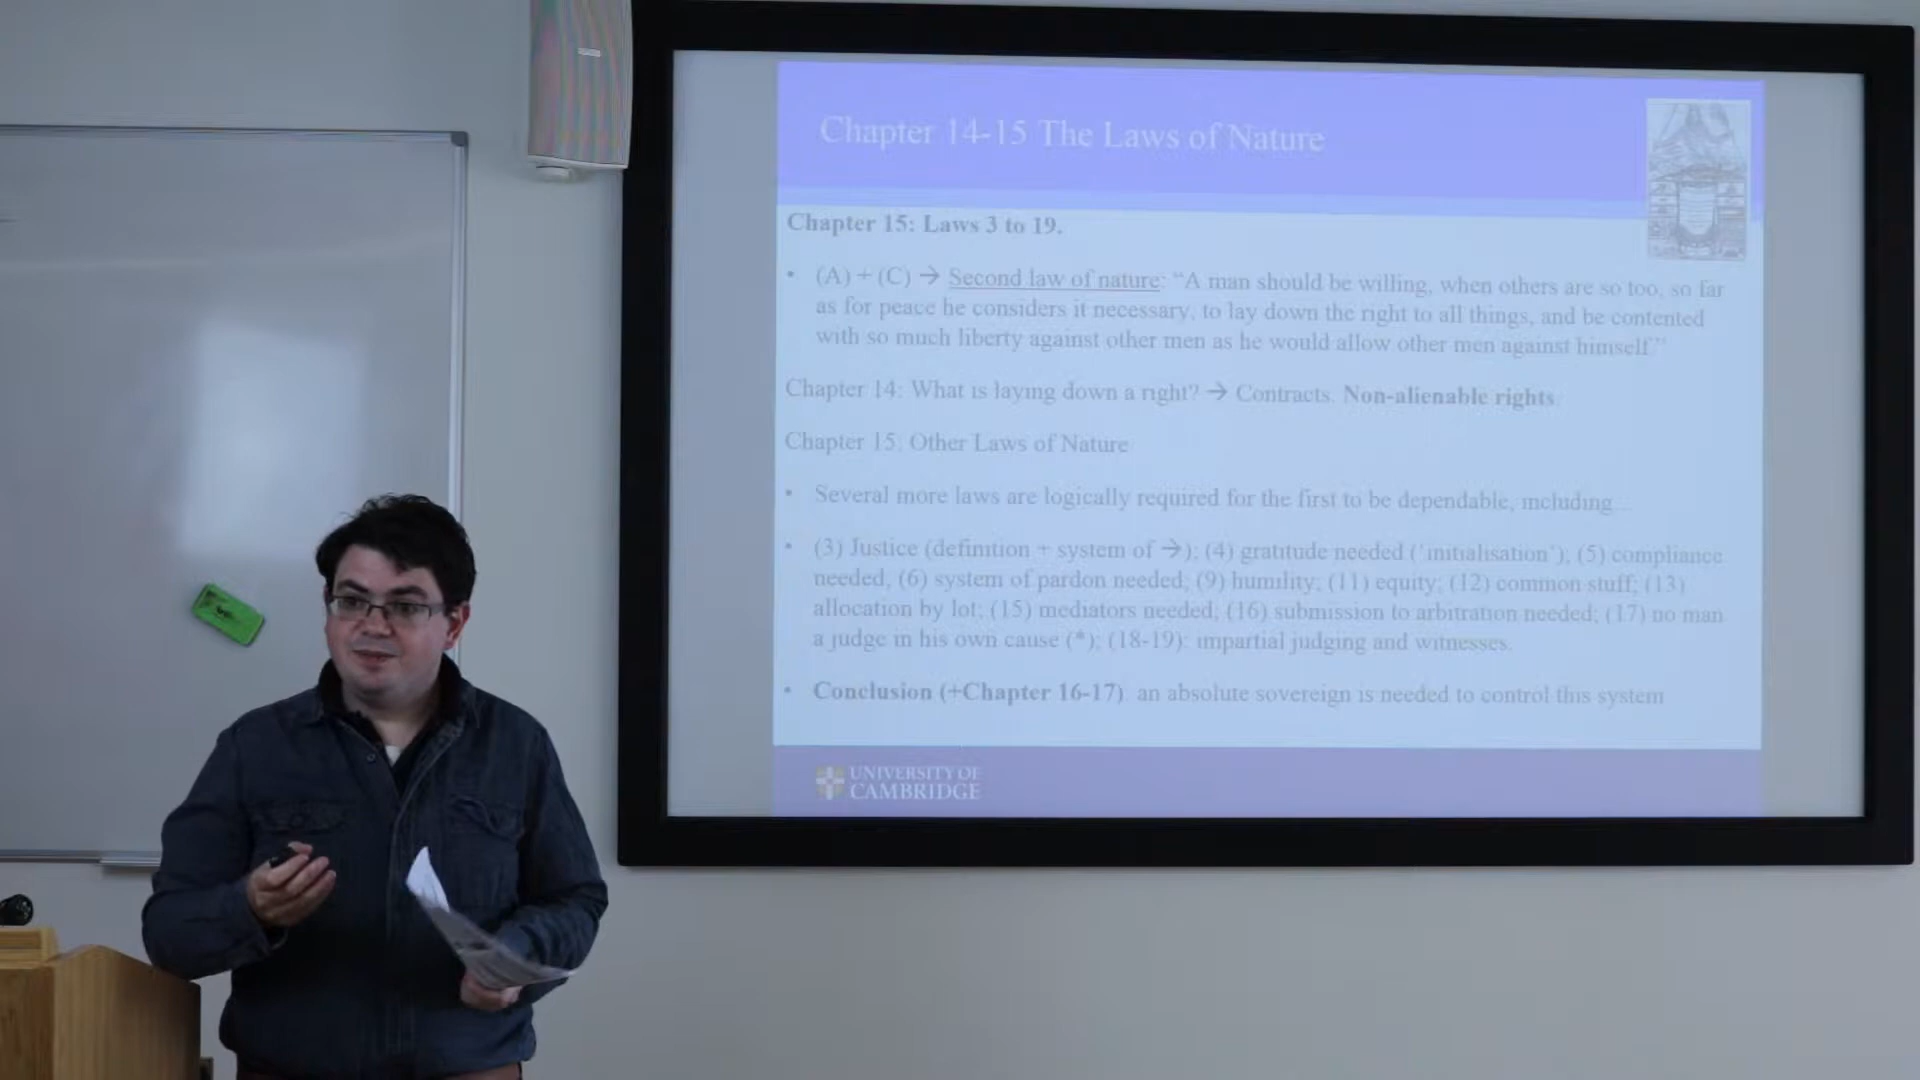 Chapter 14-15 The Laws of Nature
Chapter 15: Laws 3 to 19.
• (A) + (C) → Second law of nature: “A man should be willing, when others are so too, so far
as for peace he considers it necessary, to lay down the right to all things, and be contented
with so much liberty against other men as he would allow other men against himself.”
Chapter 14: What is laying down a right? → Contracts. Non-alienable rights.
Chapter 15: Other Laws of Nature
• Several more laws are logically required for the first to be dependable, including…
• (3) Justice (definition + system of →); (4) gratitude needed (‘initialisation’); (5) compliance
needed; (6) system of pardon needed; (9) humility; (11) equity; (12) common stuff; (13)
allocation by lot; (15) mediators needed; (16) submission to arbitration needed; (17) no man
a judge in his own cause (*); (18-19): impartial judging and witnesses.
• Conclusion (+Chapter 16-17): an absolute sovereign is needed to control this system
UNIVERSITY OF
CAMBRIDGE